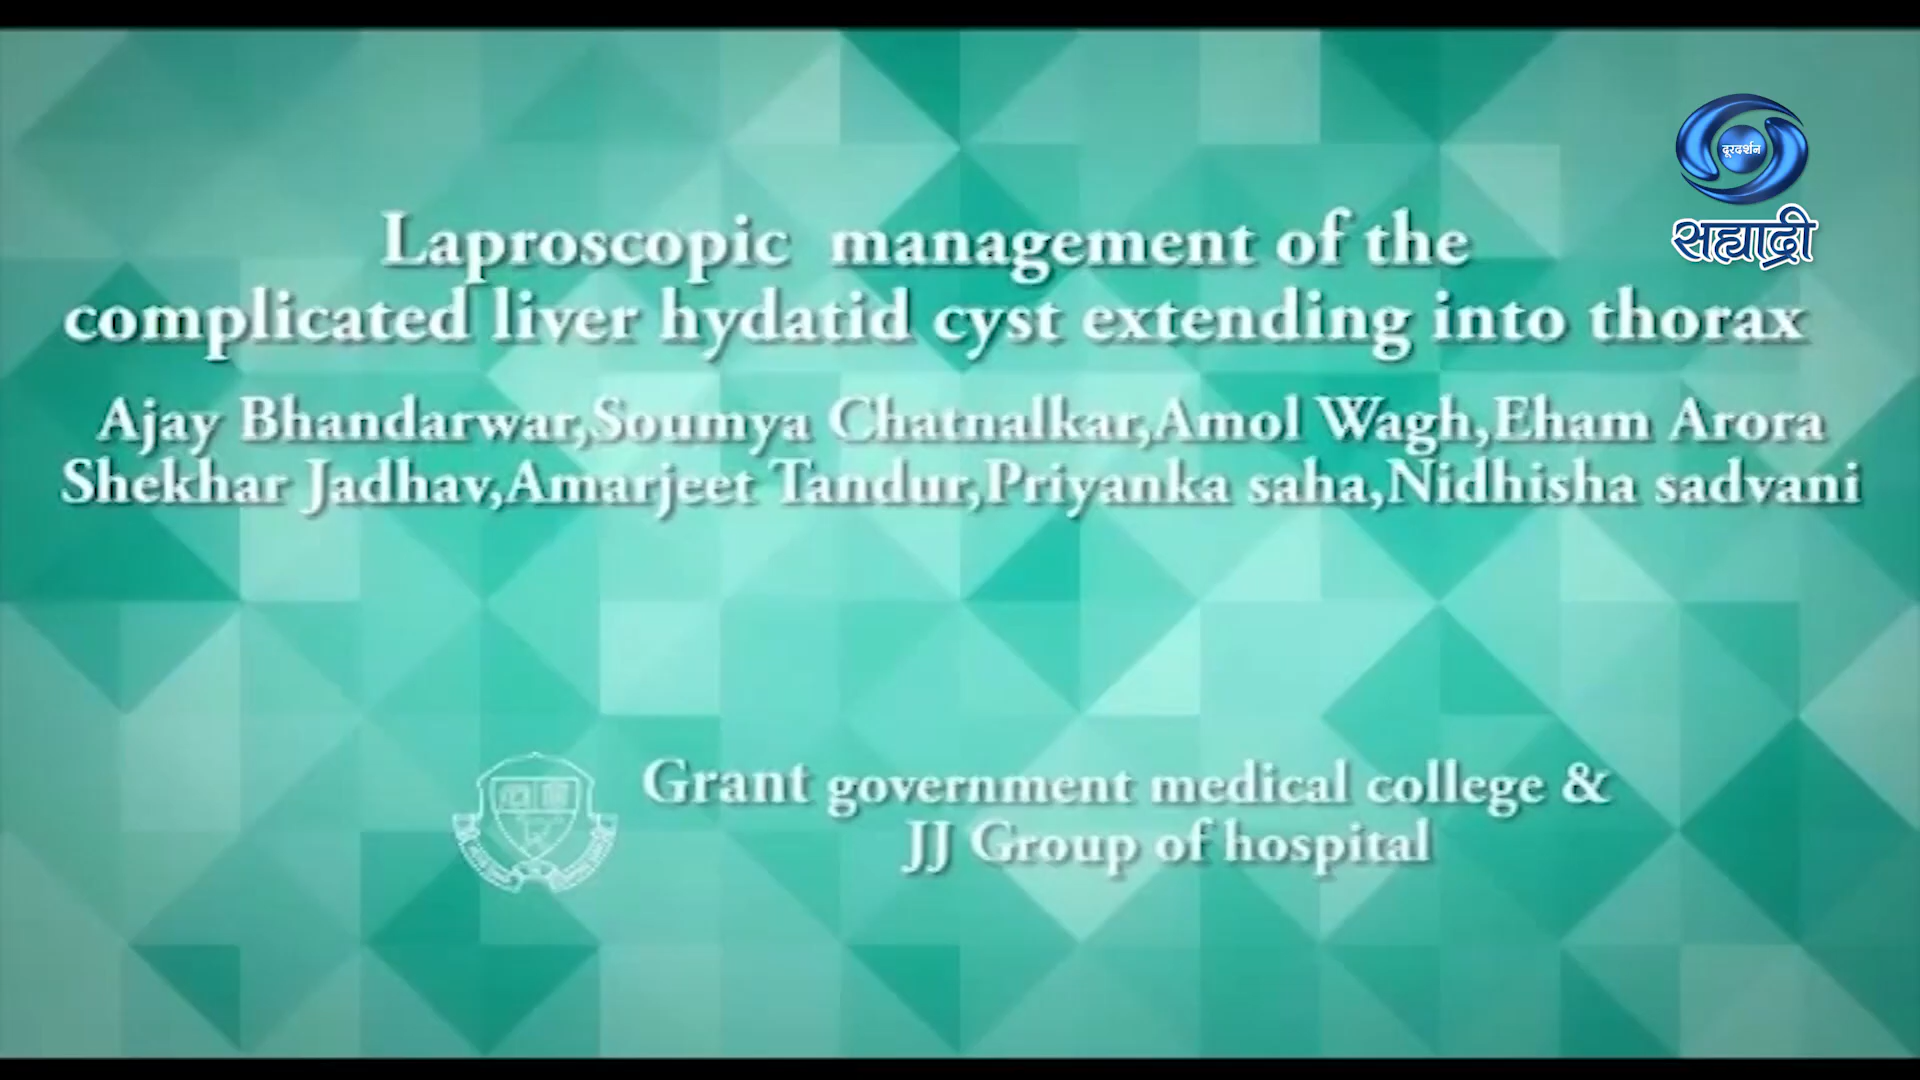 दूरदर्शन
सह्याद्री
Laproscopic management of the
complicated liver hydatid cyst extending into thorax
Ajay Bhandarwar,Soumya Chatnalkar,Amol Wagh,Eham Arora
Shekhar Jadhav,Amarjeet Tandur,Priyanka saha,Nidhisha sadvani
Grant government medical college &
JJ Group of hospital